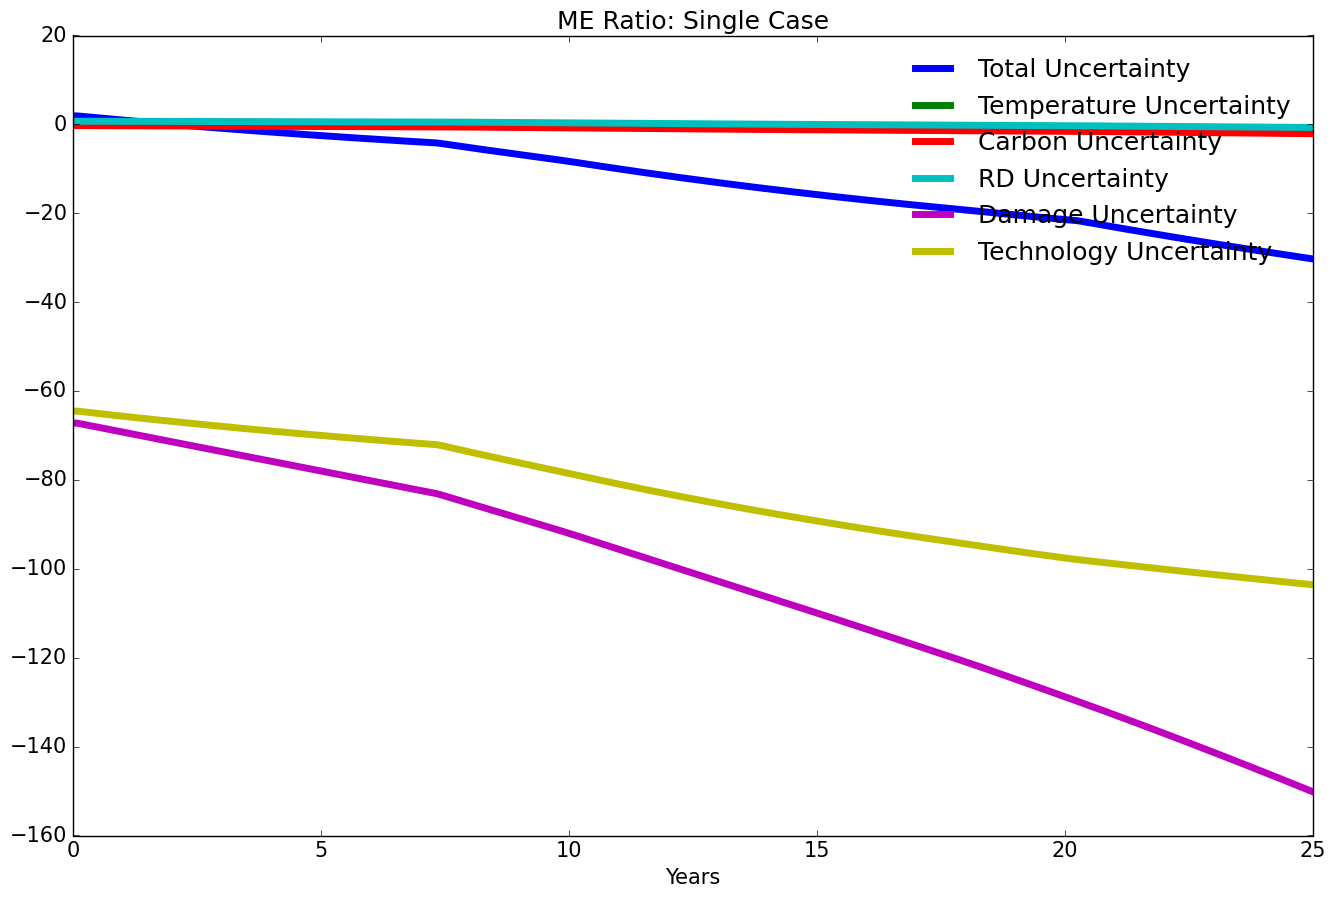 ME Ratio: Single Case
20
0
−20
−40
−60
−80
−100
−120
−140
−160
Total Uncertainty
Temperature Uncertainty
Carbon Uncertainty
RD Uncertainty
Damage Uncertainty
Technology Uncertainty
0 5 10 15 20 25
Years